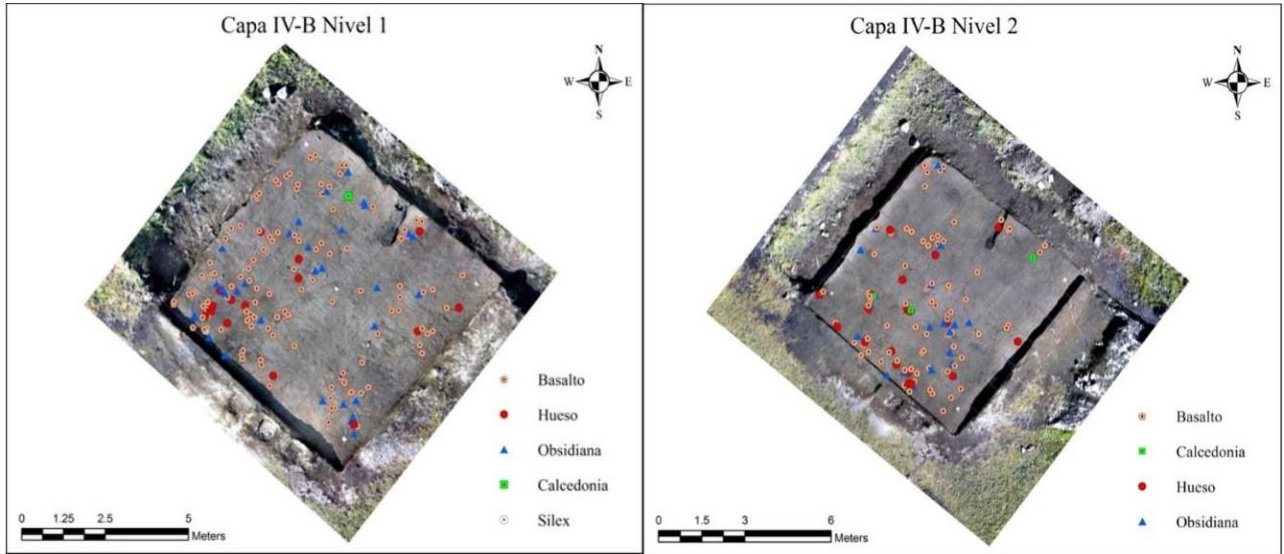 Capa IV-B Nivel 1
N
W E
S
Basalto
Hueso
Obsidiana
Calcedonia
Sílex
0 1.25 2.5 5
Meters
Capa IV-B Nivel 2
N
W E
S
Basalto
Calcedonia
Hueso
Obsidiana
0 1.5 3 6
Meters